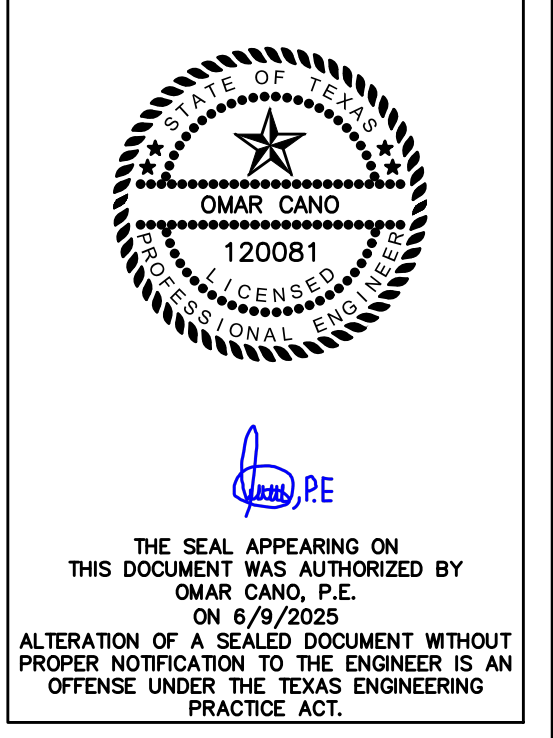 STATE OF TEXAS
OMAR CANO
120081
LICENSED
PROFESSIONAL ENGINEER
, P.E
THE SEAL APPEARING ON
THIS DOCUMENT WAS AUTHORIZED BY
OMAR CANO, P.E.
ON 6/9/2025
ALTERATION OF A SEALED DOCUMENT WITHOUT
PROPER NOTIFICATION TO THE ENGINEER IS AN
OFFENSE UNDER THE TEXAS ENGINEERING
PRACTICE ACT.